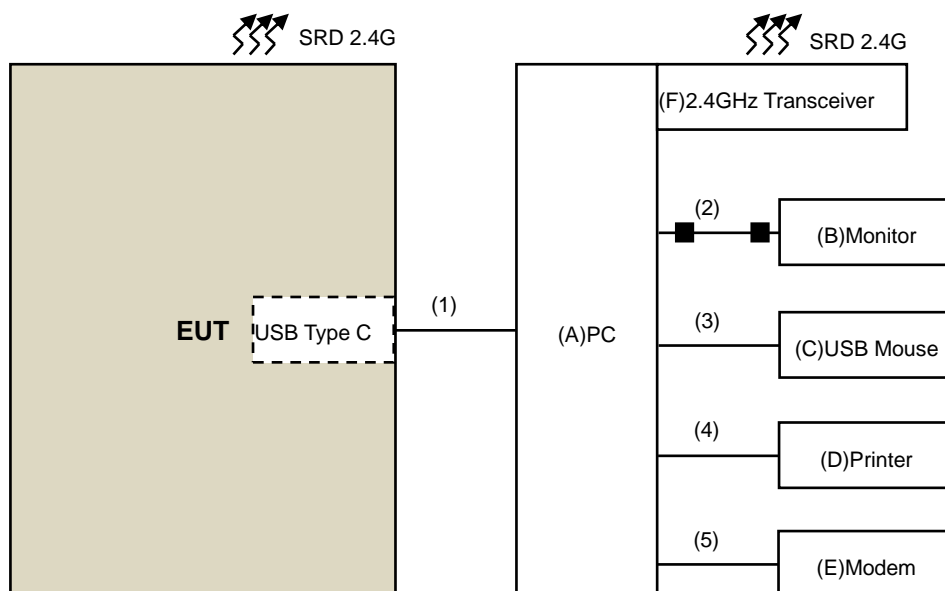 SRD 2.4G
SRD 2.4G
(F)2.4GHz Transceiver
(2)
(B)Monitor
EUT
USB Type C
(1)
(A)PC
(3)
(C)USB Mouse
(4)
(D)Printer
(5)
(E)Modem